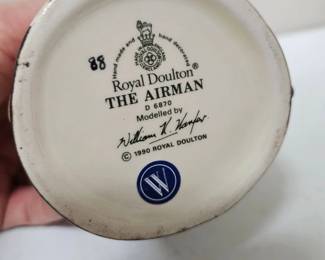 88
Hand made and hand decorated
Royal Doulton®
THE AIRMAN
D 6870
Modelled by
William K. Harper
© 1990 ROYAL DOULTON
W